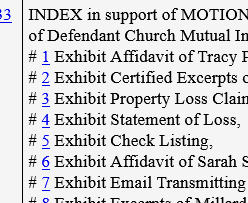 33 INDEX in support of MOTION
of Defendant Church Mutual In
# 1 Exhibit Affidavit of Tracy
# 2 Exhibit Certified Excerpts
# 3 Exhibit Property Loss Claim
# 4 Exhibit Statement of Loss,
# 5 Exhibit Check Listing,
# 6 Exhibit Affidavit of Sarah S
# 7 Exhibit Email Transmitting
# 8 Exhibit Excerpts of Millard